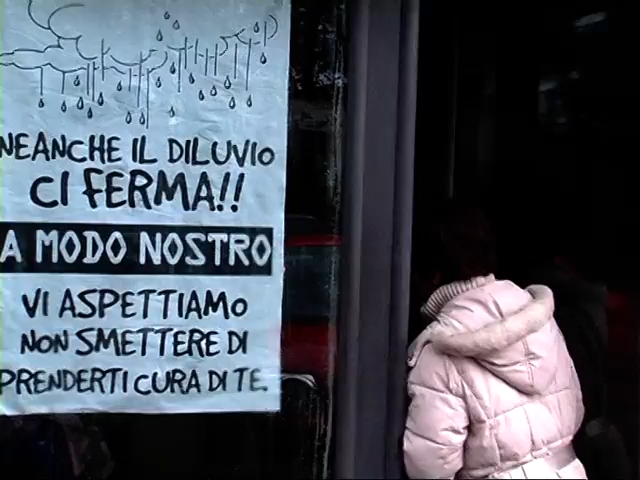 NEANCHE IL DILUVIO
CI FERMA!!
A MODO NOSTRO
VI ASPETTIAMO
NON SMETTERE DI
PRENDERTI CURA DI TE.